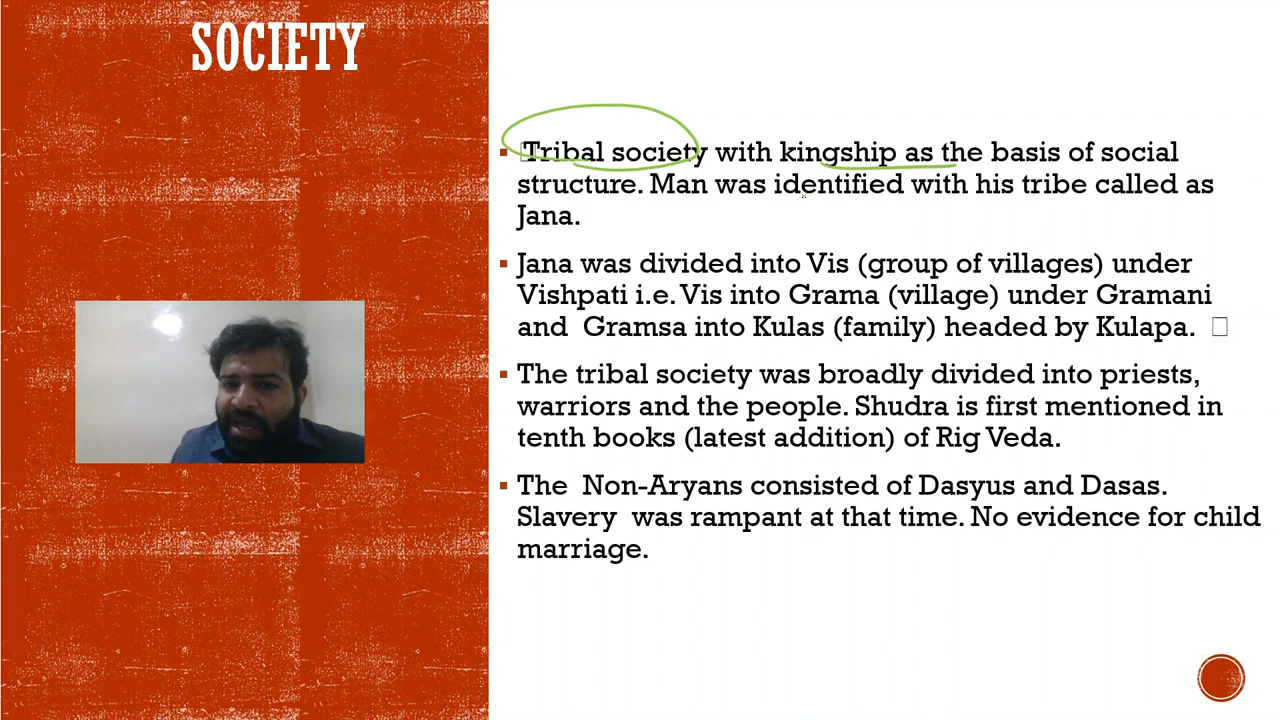 SOCIETY
Tribal society with kingship as the basis of social
structure. Man was identified with his tribe called as
Jana.
Jana was divided into Vis (group of villages) under
Vishpati i.e. Vis into Grama (village) under Gramani
and Gramsa into Kulas (family) headed by Kulapa.
The tribal society was broadly divided into priests,
warriors and the people. Shudra is first mentioned in
tenth books (latest addition) of Rig Veda.
The Non-Aryans consisted of Dasyus and Dasas.
Slavery was rampant at that time. No evidence for child
marriage.